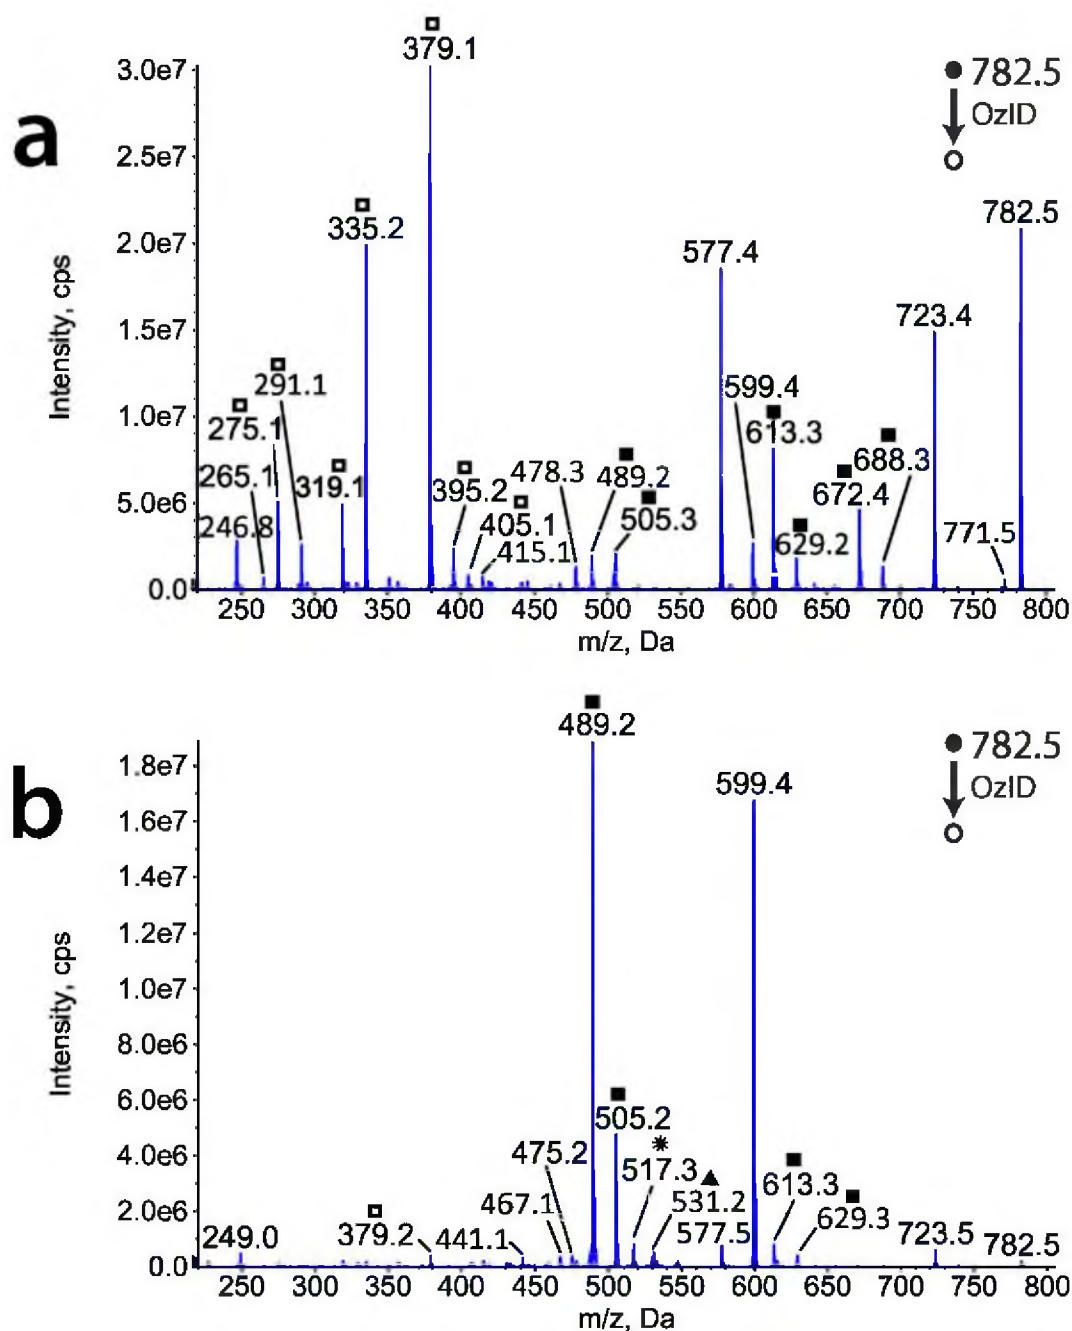 a
Intensity, cps
3.0e7
2.5e7
2.0e7
1.5e7
1.0e7
5.0e6
0.0
379.1
335.2
291.1
275.1
265.1
246.8
319.1
395.2
405.1
415.1
478.3
489.2
505.3
577.4
599.4
613.3
629.2
672.4
688.3
723.4
771.5
782.5
782.5
OzID
250 300 350 400 450 500 550 600 650 700 750 800
m/z, Da
b
Intensity, cps
1.8e7
1.6e7
1.4e7
1.2e7
1.0e7
8.0e6
6.0e6
4.0e6
2.0e6
0.0
249.0
379.2
441.1
467.1
475.2
489.2
505.2
517.3
531.2
577.5
599.4
613.3
629.3
723.5
782.5
782.5
OzID
250 300 350 400 450 500 550 600 650 700 750 800
m/z, Da